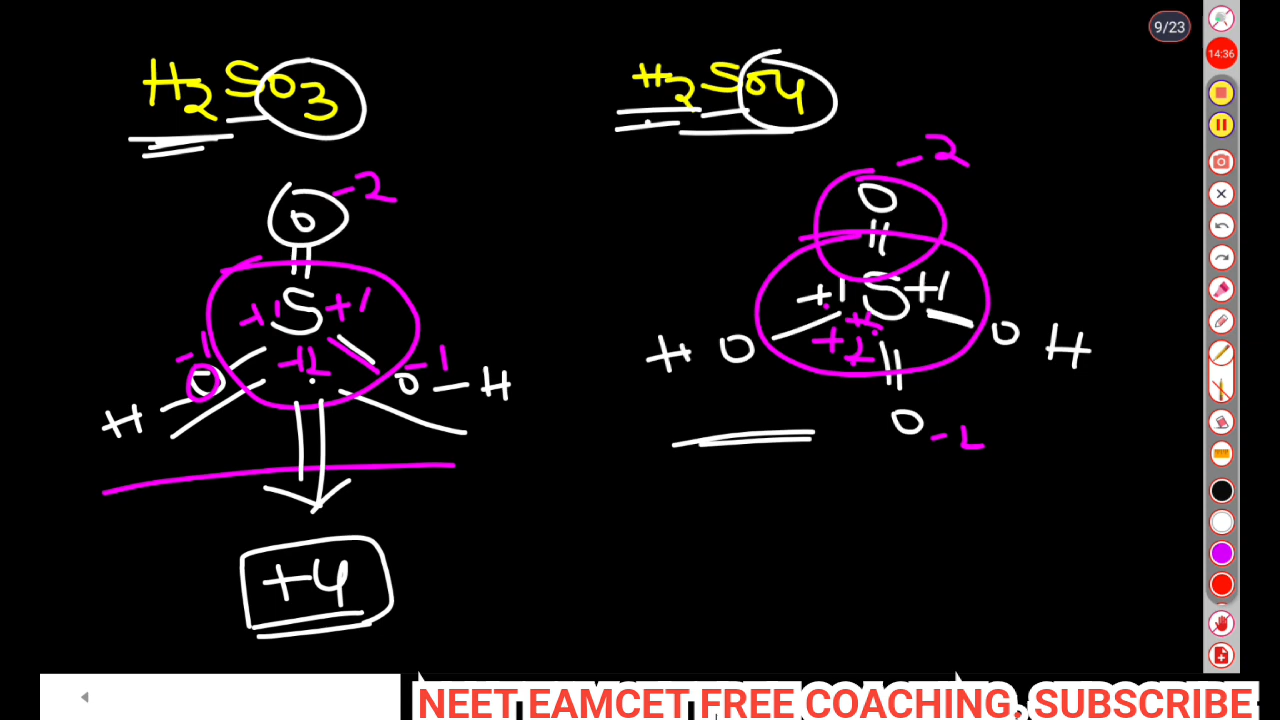 9/23
14:36
H2SO3
H2SO4
O -2
O -2
+1 S +1
+1 S +1
-1 +2 -1
+2
H O O H
O O - H
H
O -2
+4
NEET EAMCET FREE COACHING, SUBSCRIBE